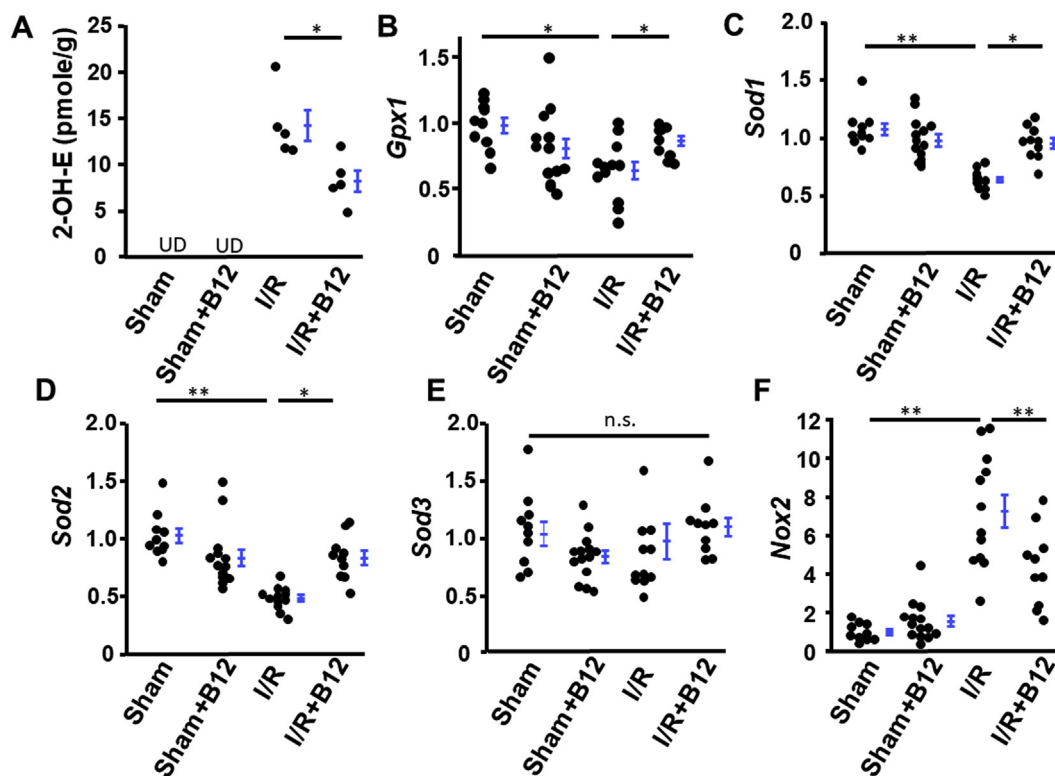 A
2-OH-E (pmole/g)
25
20
15
10
5
0
*
UD
UD
Sham
Sham+B12
I/R
I/R+B12
B
Gpx1
1.5
1.0
0.5
0
*
*
Sham
Sham+B12
I/R
I/R+B12
C
Sod1
2.0
1.5
1.0
0.5
0
**
*
Sham
Sham+B12
I/R
I/R+B12
D
Sod2
2.0
1.5
1.0
0.5
0
**
*
Sham
Sham+B12
I/R
I/R+B12
E
Sod3
2.0
1.5
1.0
0.5
0
n.s.
Sham
Sham+B12
I/R
I/R+B12
F
Nox2
12
10
8
6
4
2
0
**
**
Sham
Sham+B12
I/R
I/R+B12